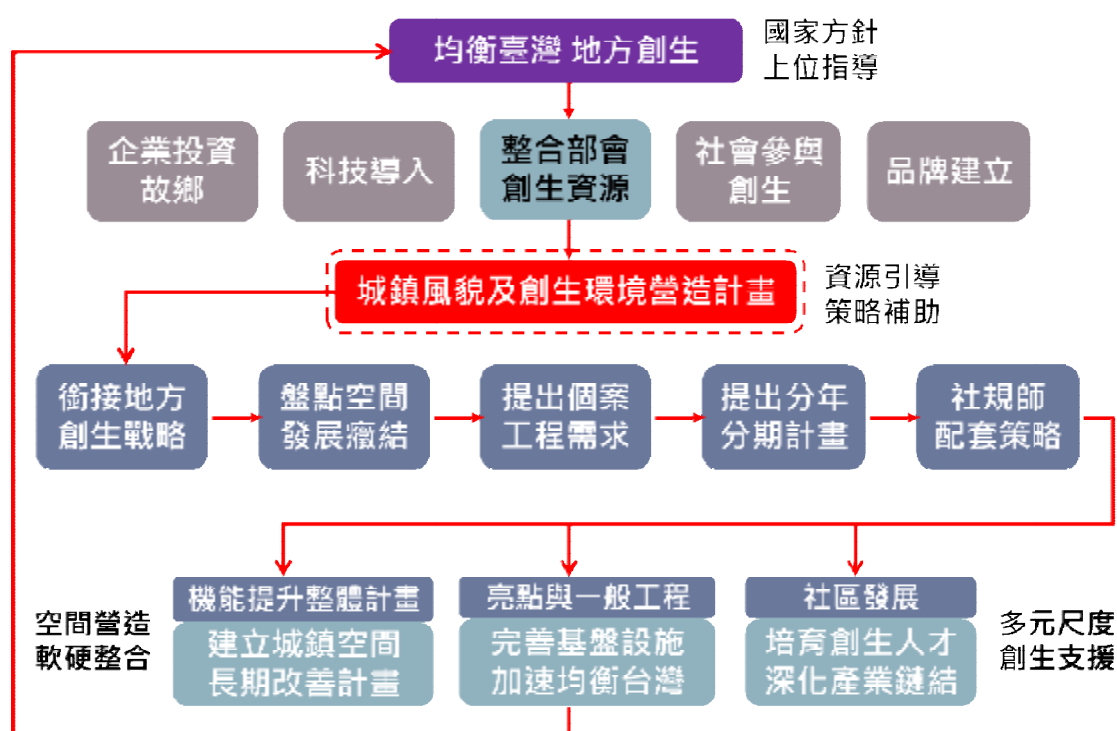 均衡臺灣 地方創生
國家方針
上位指導
企業投資
故鄉
科技導入
整合部會
創生資源
社會參與
創生
品牌建立
城鎮風貌及創生環境營造計畫
資源引導
策略補助
銜接地方
創生戰略
盤點空間
發展癥結
提出個案
工程需求
提出分年
分期計畫
社規師
配套策略
空間營造
軟硬整合
機能提升整體計畫
建立城鎮空間
長期改善計畫
亮點與一般工程
完善基盤設施
加速均衡台灣
社區發展
培育創生人才
深化產業鏈結
多元尺度
創生支援